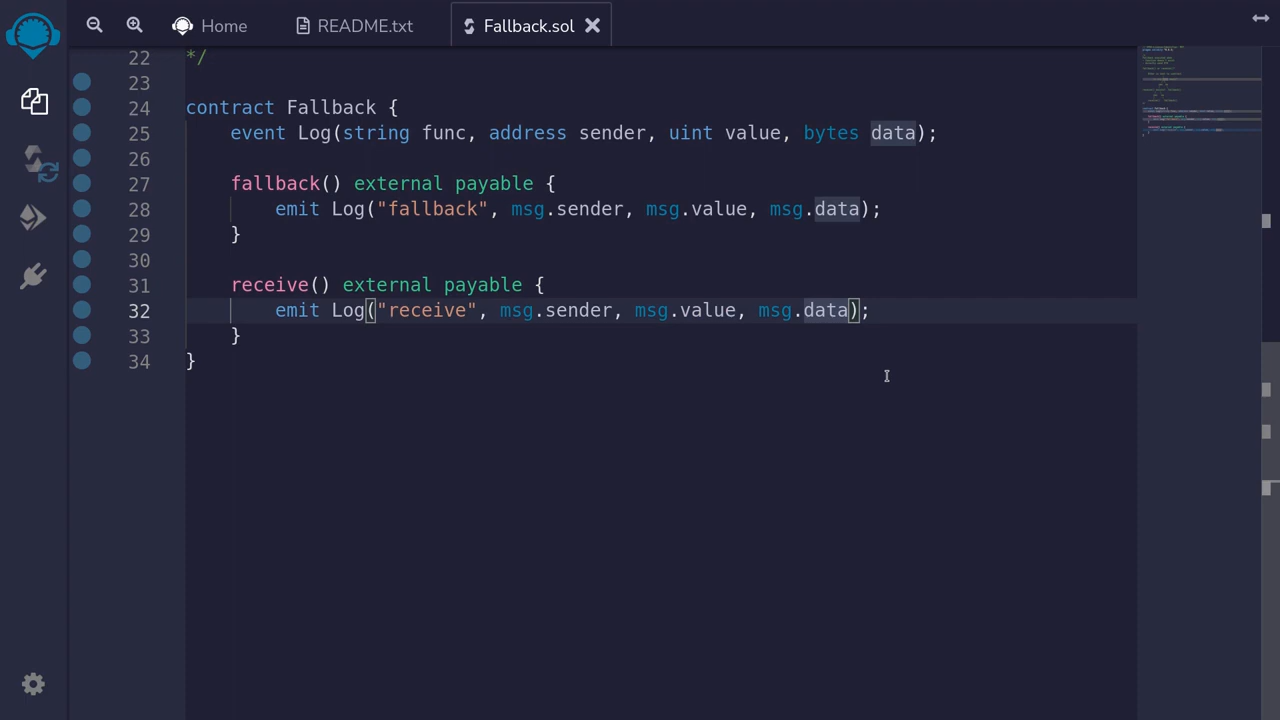 Home README.txt Fallback.sol
22 */
23
24 contract Fallback {
25 event Log(string func, address sender, uint value, bytes data);
26
27 fallback() external payable {
28 emit Log("fallback", msg.sender, msg.value, msg.data);
29 }
30
31 receive() external payable {
32 emit Log("receive", msg.sender, msg.value, msg.data);
33 }
34 }